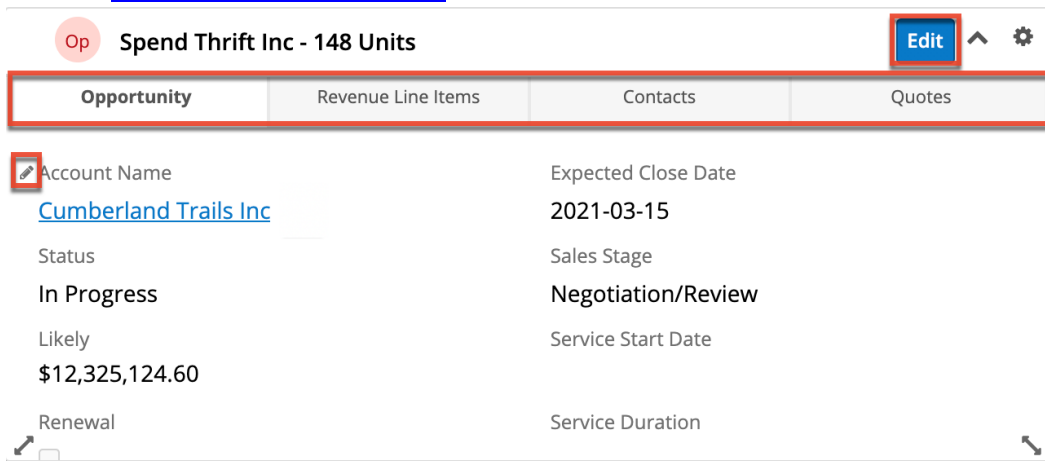 Op Spend Thrift Inc - 148 Units Edit
Opportunity Revenue Line Items Contacts Quotes
Account Name Expected Close Date
Cumberland Trails Inc 2021-03-15
Status Sales Stage
In Progress Negotiation/Review
Likely Service Start Date
$12,325,124.60
Renewal Service Duration